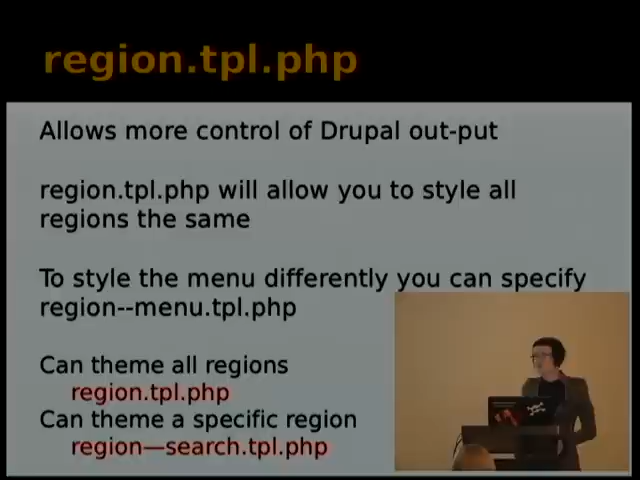 region.tpl.php
Allows more control of Drupal out-put
region.tpl.php will allow you to style all
regions the same
To style the menu differently you can specify
region--menu.tpl.php
Can theme all regions
region.tpl.php
Can theme a specific region
region—search.tpl.php